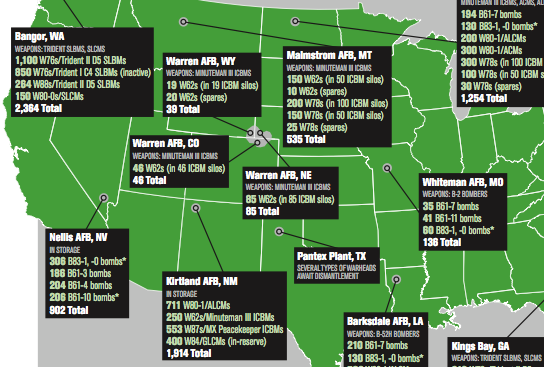 Bangor, WA
WEAPONS: TRIDENT SLBMS, SLCMS
1,100 W76s/Trident II D5 SLBMs
850 W76s/Trident I C4 SLBMs (inactive)
264 W88s/Trident II D5 SLBMs
150 W80-0s/SLCMs
2,364 Total
Warren AFB, WY
WEAPONS: MINUTEMAN III ICBMS
19 W62s (in 19 ICBM silos)
20 W62s (spares)
39 Total
Malmstrom AFB, MT
WEAPONS: MINUTEMAN III ICBMS
150 W62s (in 50 ICBM silos)
10 W62s (spares)
200 W78s (in 100 ICBM silos)
150 W78s (in 50 ICBM silos)
25 W78s (spares)
535 Total
194 B61-7 bombs
130 B83-1, -0 bombs*
200 W80-1/ALCMs
300 W80-1/ACMs
300 W78s (in 100 ICBM
100 W78s (in 50 ICBM s
30 W78s (spares)
1,254 Total
Warren AFB, CO
WEAPONS: MINUTEMAN III ICBMS
46 W62s (in 46 ICBM silos)
46 Total
Warren AFB, NE
WEAPONS: MINUTEMAN III ICBMS
85 W62s (in 85 ICBM silos)
85 Total
Whiteman AFB, MO
WEAPONS: B-2 BOMBERS
35 B61-7 bombs
41 B61-11 bombs
60 B83-1, -0 bombs*
136 Total
Nellis AFB, NV
IN STORAGE
306 B83-1, -0 bombs*
186 B61-3 bombs
204 B61-4 bombs
206 B61-10 bombs*
902 Total
Kirtland AFB, NM
IN STORAGE
711 W80-1/ALCMs
250 W62s/Minuteman III ICBMS
553 W87s/MX Peacekeeper ICBMs
400 W84/GLCMs (in-reserve)
1,914 Total
Pantex Plant, TX
SEVERAL TYPES OF WARHEADS
AWAIT DISMANTLEMENT
Barksdale AFB, LA
WEAPONS: B-52H BOMBERS
210 B61-7 bombs
130 B83-1, -0 bombs*
Kings Bay, GA
WEAPONS: TRIDENT SLBMS, SLCMS